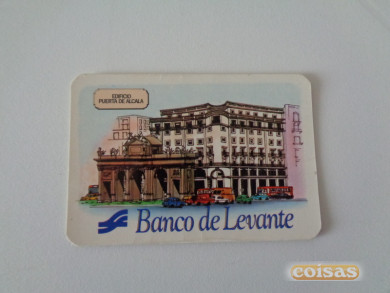 EDIFICIO
PUERTA DE ALCALA
Banco de Levante
coisas